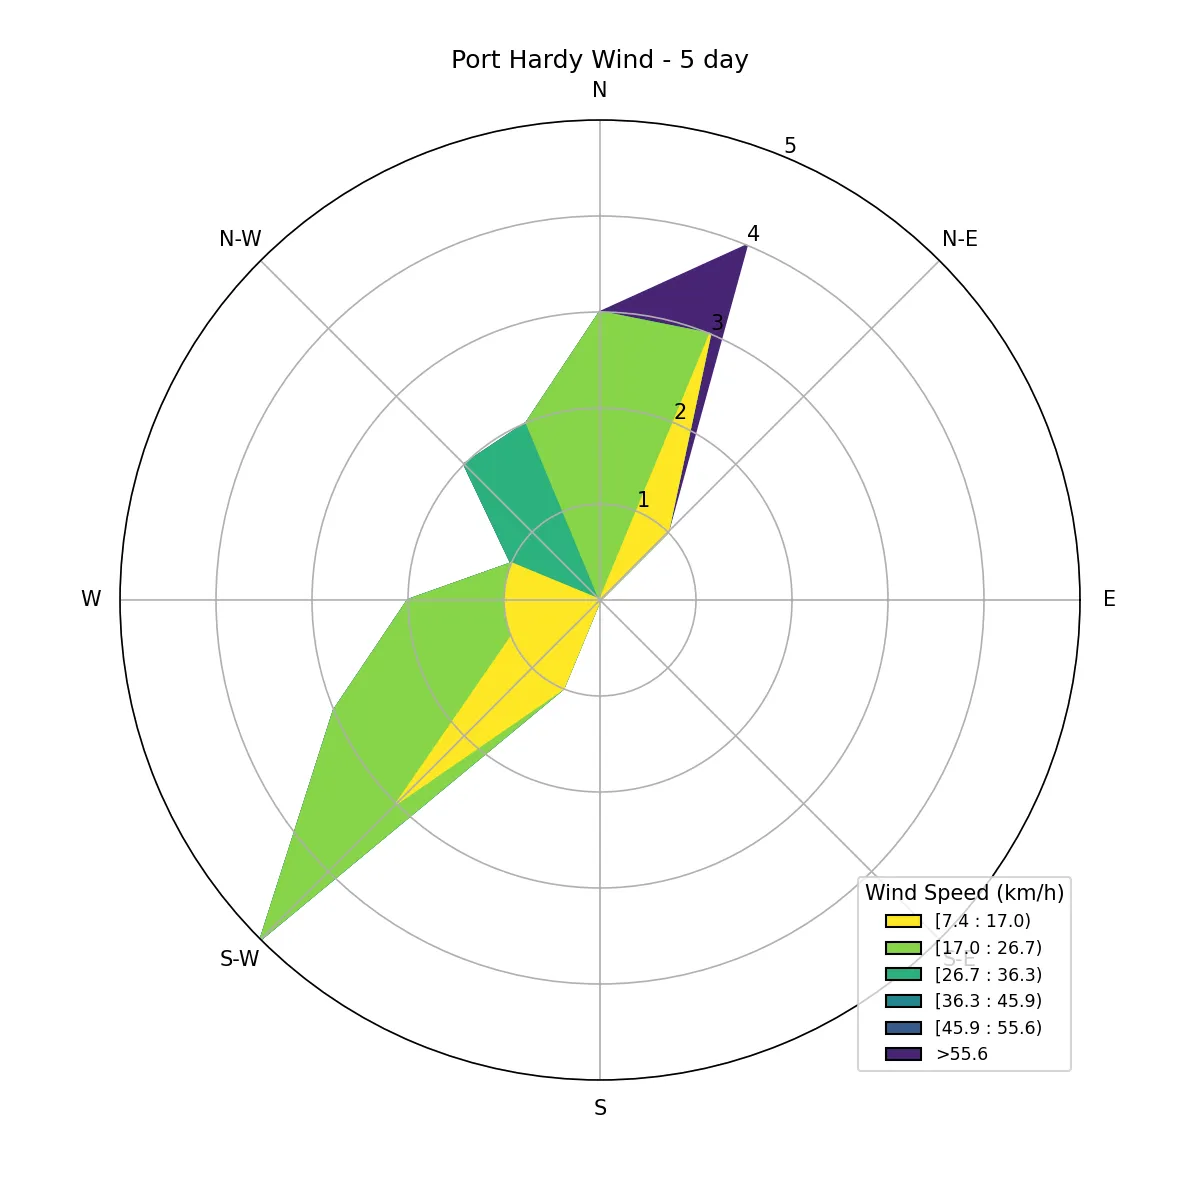 Port Hardy Wind - 5 day
N
5
N-W
4
N-E
3
2
1
W
E
S-W
S-E
Wind Speed (km/h)
[7.4 : 17.0)
[17.0 : 26.7)
[26.7 : 36.3)
[36.3 : 45.9)
[45.9 : 55.6)
>55.6
S